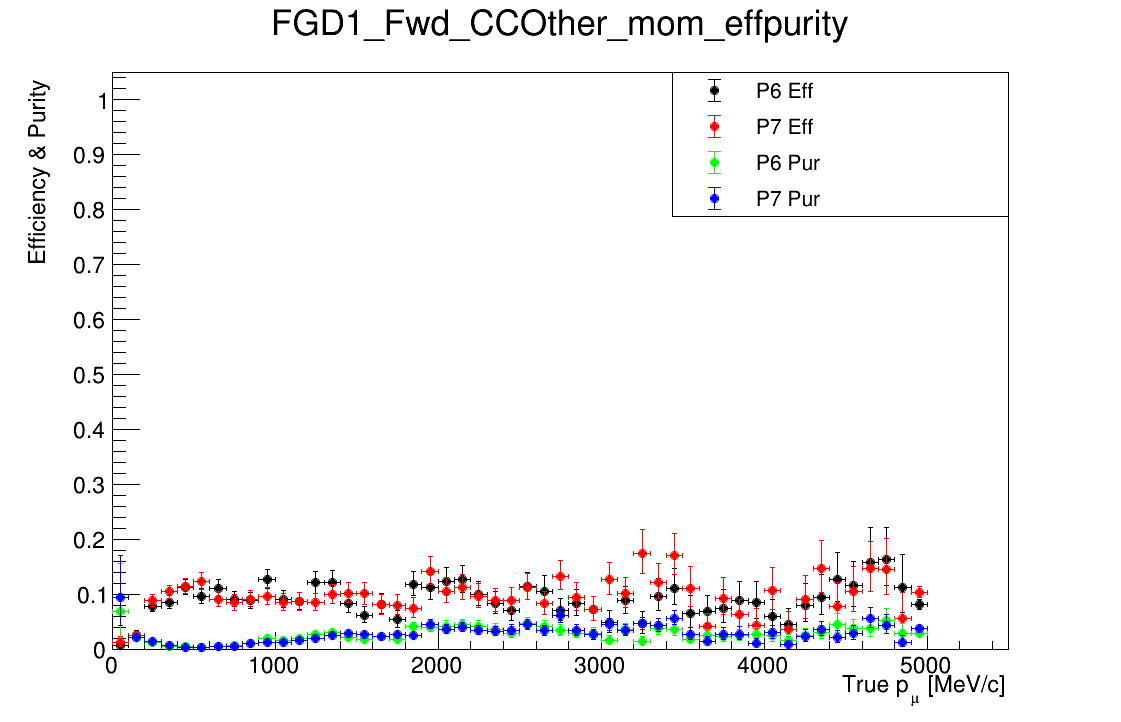 FGD1_Fwd_CCOther_mom_effpurity
Efficiency & Purity
1
0.9
0.8
0.7
0.6
0.5
0.4
0.3
0.2
0.1
0
P6 Eff
P7 Eff
P6 Pur
P7 Pur
0 1000 2000 3000 4000 5000
True pμ [MeV/c]